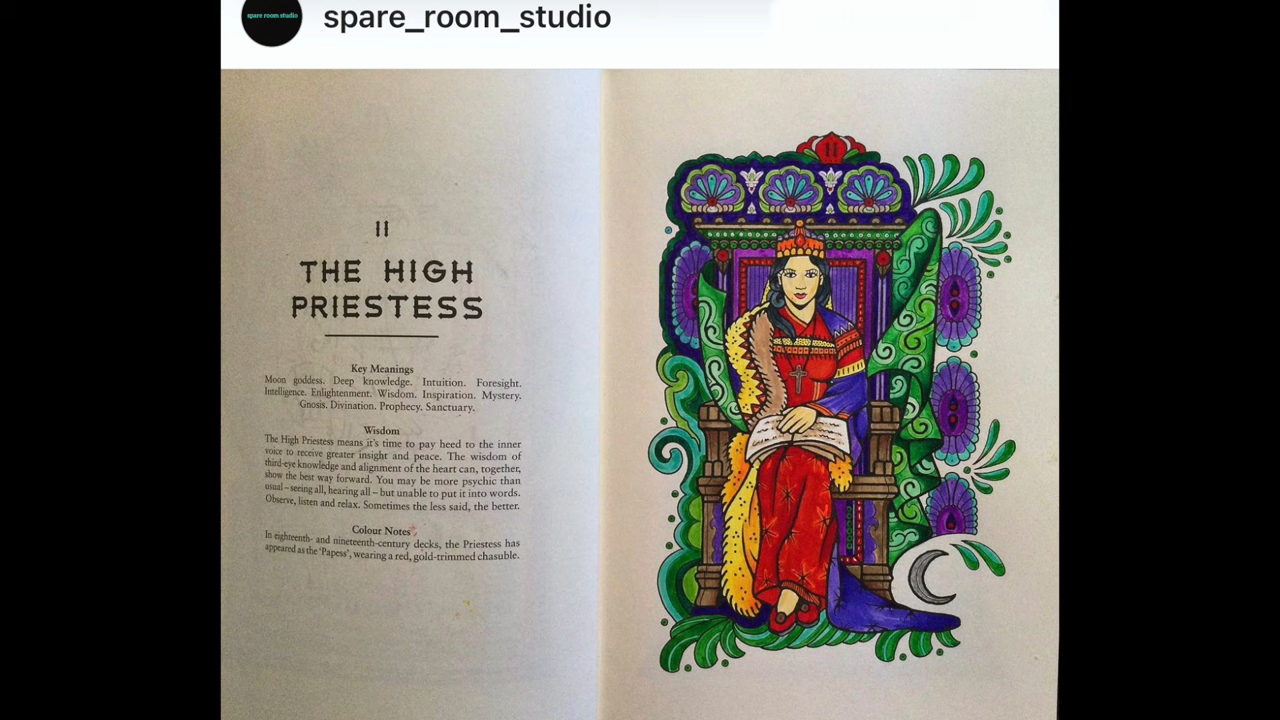 spare room studio
spare_room_studio
II
THE HIGH
PRIESTESS
Key Meanings
Moon goddess. Deep knowledge. Intuition. Foresight.
Intelligence. Enlightenment. Wisdom. Inspiration. Mystery.
Gnosis. Divination. Prophecy. Sanctuary.
Wisdom
The High Priestess means it's time to pay heed to the inner
voice to receive greater insight and peace. The wisdom of
third-eye knowledge and alignment of the heart can, together,
show the best way forward. You may be more psychic than
usual – seeing all, hearing all – but unable to put it into words.
Observe, listen and relax. Sometimes the less said, the better.
Colour Notes
In eighteenth- and nineteenth-century decks, the Priestess has
appeared as the 'Papess', wearing a red, gold-trimmed chasuble.
II